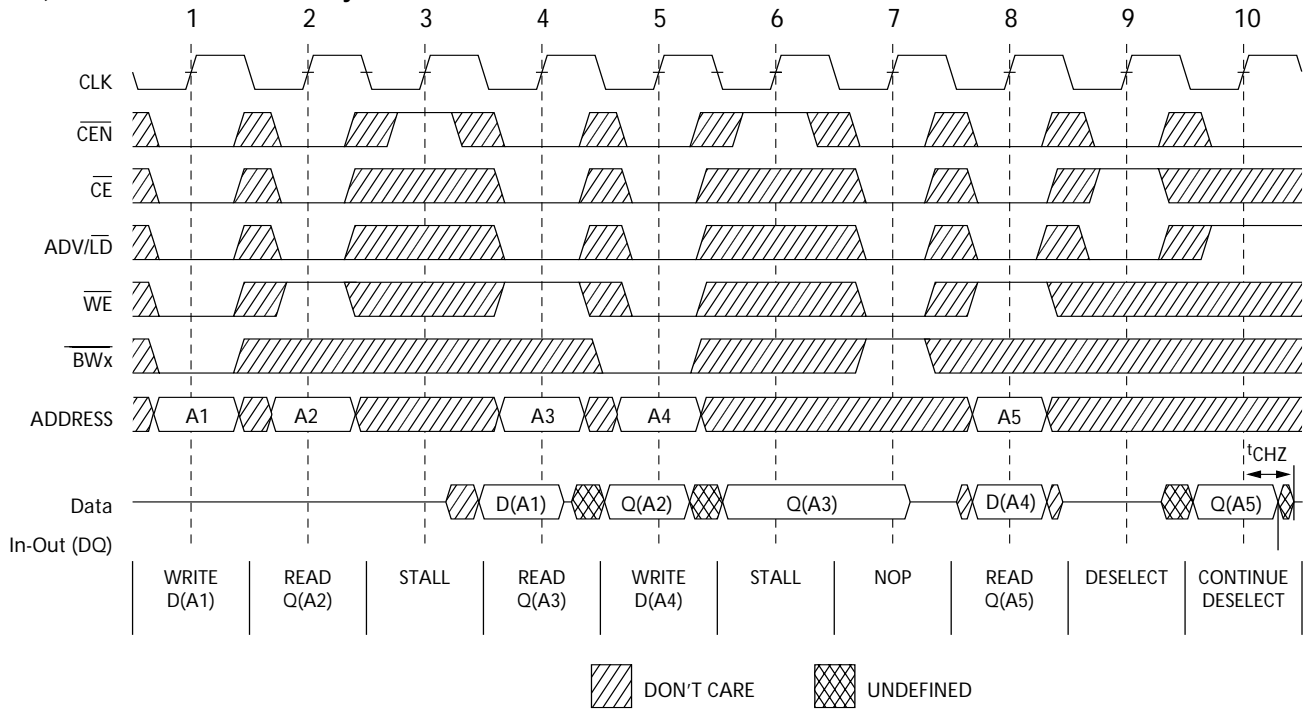 1 2 3 4 5 6 7 8 9 10
CLK
CEN
CE
ADV/LD
WE
BWx
ADDRESS A1 A2 A3 A4 A5
tCHZ
Data D(A1) Q(A2) Q(A3) D(A4) Q(A5)
In-Out (DQ)
WRITE READ STALL READ WRITE STALL NOP READ DESELECT CONTINUE
D(A1) Q(A2) Q(A3) D(A4) Q(A5) DESELECT
DON'T CARE UNDEFINED